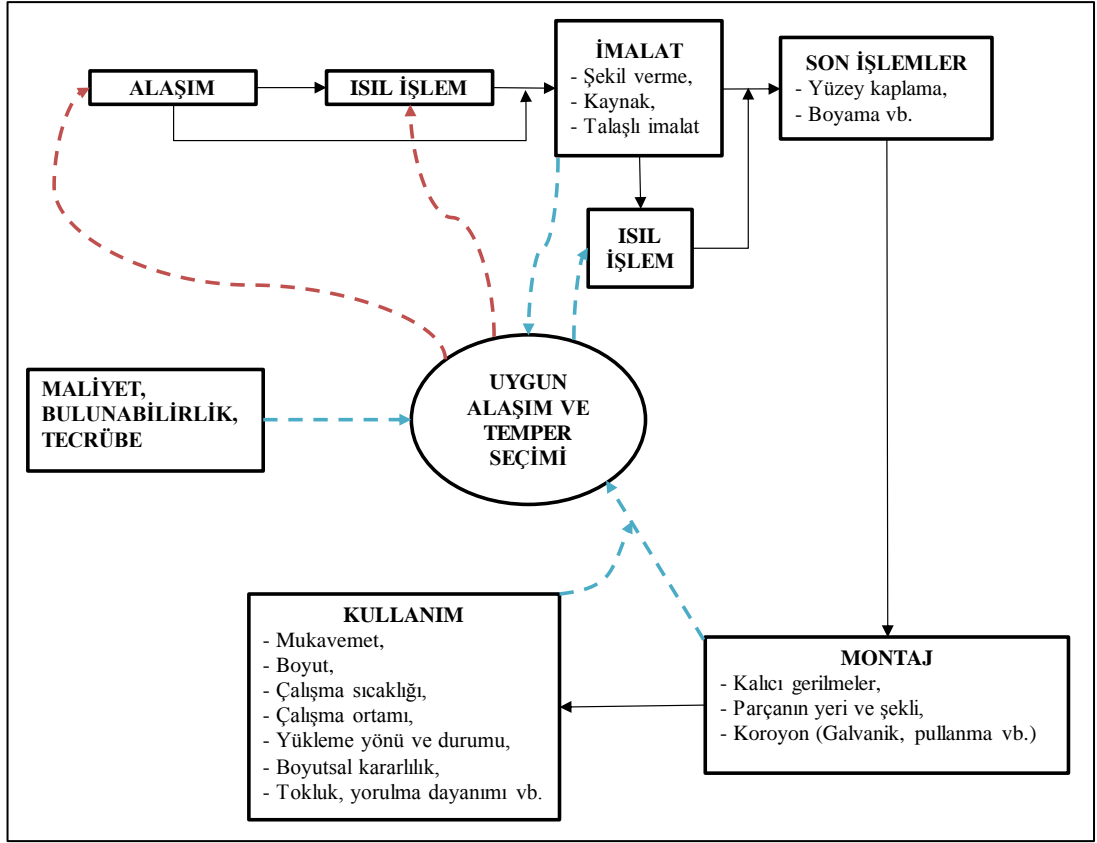 ALAŞIM
ISIL İŞLEM
İMALAT
- Şekil verme,
- Kaynak,
- Talaşlı imalat
SON İŞLEMLER
- Yüzey kaplama,
- Boyama vb.
ISIL
İŞLEM
MALİYET,
BULUNABİLİRLİK,
TECRÜBE
UYGUN
ALAŞIM VE
TEMPER
SEÇİMİ
KULLANIM
- Mukavemet,
- Boyut,
- Çalışma sıcaklığı,
- Çalışma ortamı,
- Yükleme yönü ve durumu,
- Boyutsal kararlılık,
- Tokluk, yorulma dayanımı vb.
MONTAJ
- Kalıcı gerilmeler,
- Parçanın yeri ve şekli,
- Koroyon (Galvanik, pullanma vb.)